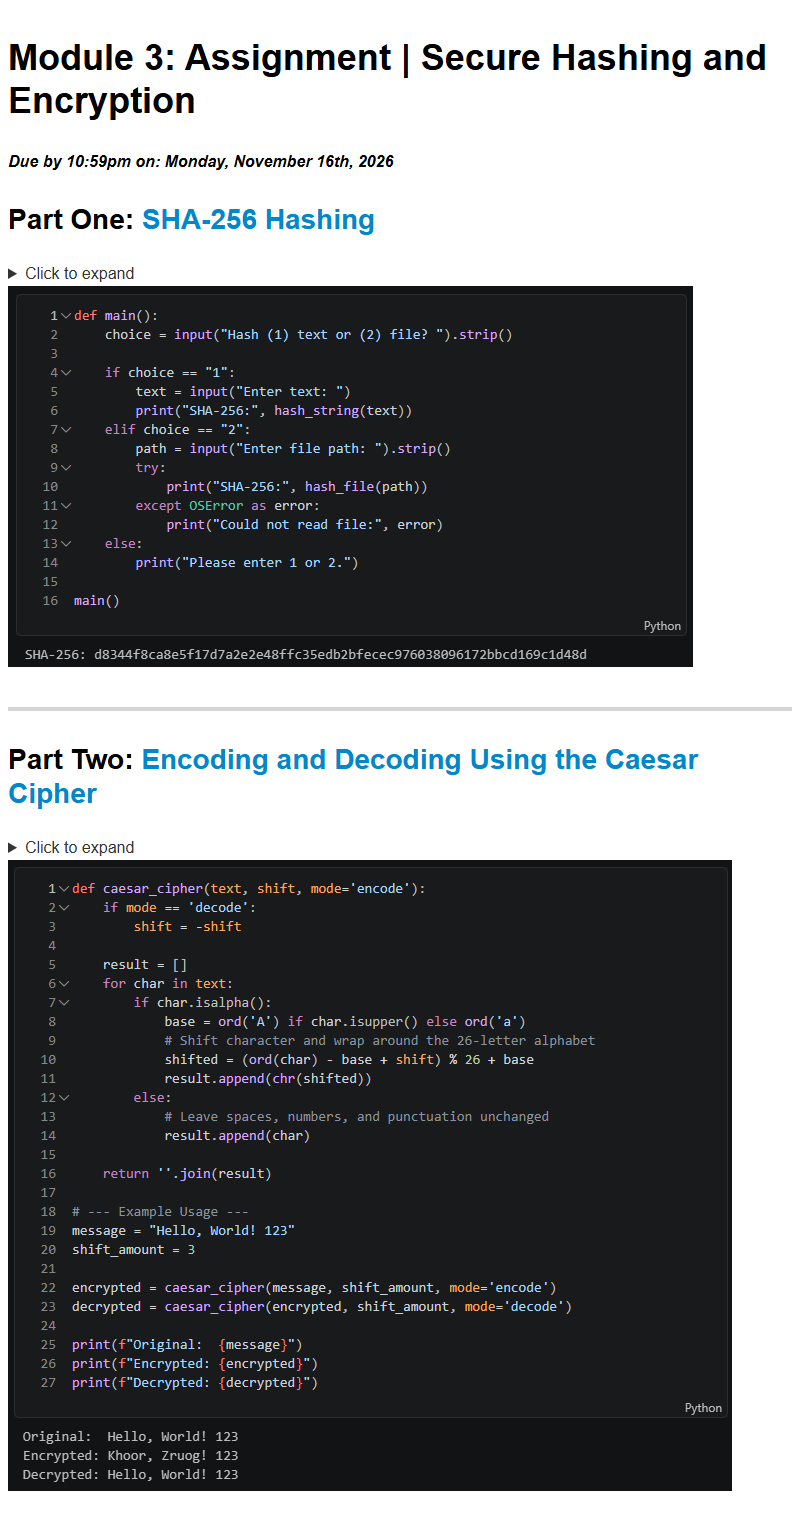 Module 3: Assignment | Secure Hashing and
Encryption
Due by 10:59pm on: Monday, November 16th, 2026
Part One: SHA-256 Hashing
Click to expand
1 def main():
2     choice = input("Hash (1) text or (2) file? ").strip()
3
4     if choice == "1":
5         text = input("Enter text: ")
6         print("SHA-256:", hash_string(text))
7     elif choice == "2":
8         path = input("Enter file path: ").strip()
9         try:
10             print("SHA-256:", hash_file(path))
11         except OSError as error:
12             print("Could not read file:", error)
13     else:
14         print("Please enter 1 or 2.")
15
16 main()
Python
SHA-256: d8344f8ca8e5f17d7a2e2e48ffc35edb2bfecec976038096172bbcd169c1d48d
Part Two: Encoding and Decoding Using the Caesar
Cipher
Click to expand
1 def caesar_cipher(text, shift, mode='encode'):
2     if mode == 'decode':
3         shift = -shift
4
5     result = []
6     for char in text:
7         if char.isalpha():
8             base = ord('A') if char.isupper() else ord('a')
9             # Shift character and wrap around the 26-letter alphabet
10             shifted = (ord(char) - base + shift) % 26 + base
11             result.append(chr(shifted))
12         else:
13             # Leave spaces, numbers, and punctuation unchanged
14             result.append(char)
15
16     return ''.join(result)
17
18 # --- Example Usage ---
19 message = "Hello, World! 123"
20 shift_amount = 3
21
22 encrypted = caesar_cipher(message, shift_amount, mode='encode')
23 decrypted = caesar_cipher(encrypted, shift_amount, mode='decode')
24
25 print(f"Original:  {message}")
26 print(f"Encrypted: {encrypted}")
27 print(f"Decrypted: {decrypted}")
Python
Original:  Hello, World! 123
Encrypted: Khoor, Zruog! 123
Decrypted: Hello, World! 123